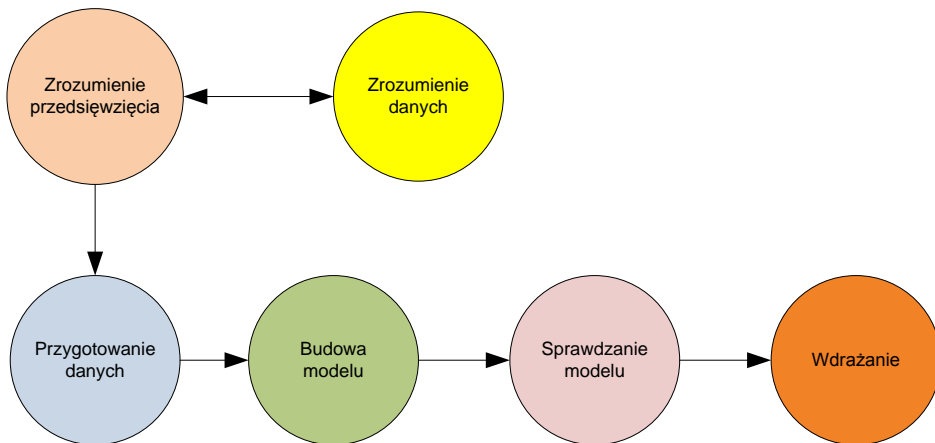 Zrozumienie
przedsięwzięcia
Zrozumienie
danych
Przygotowanie
danych
Budowa
modelu
Sprawdzanie
modelu
Wdrażanie